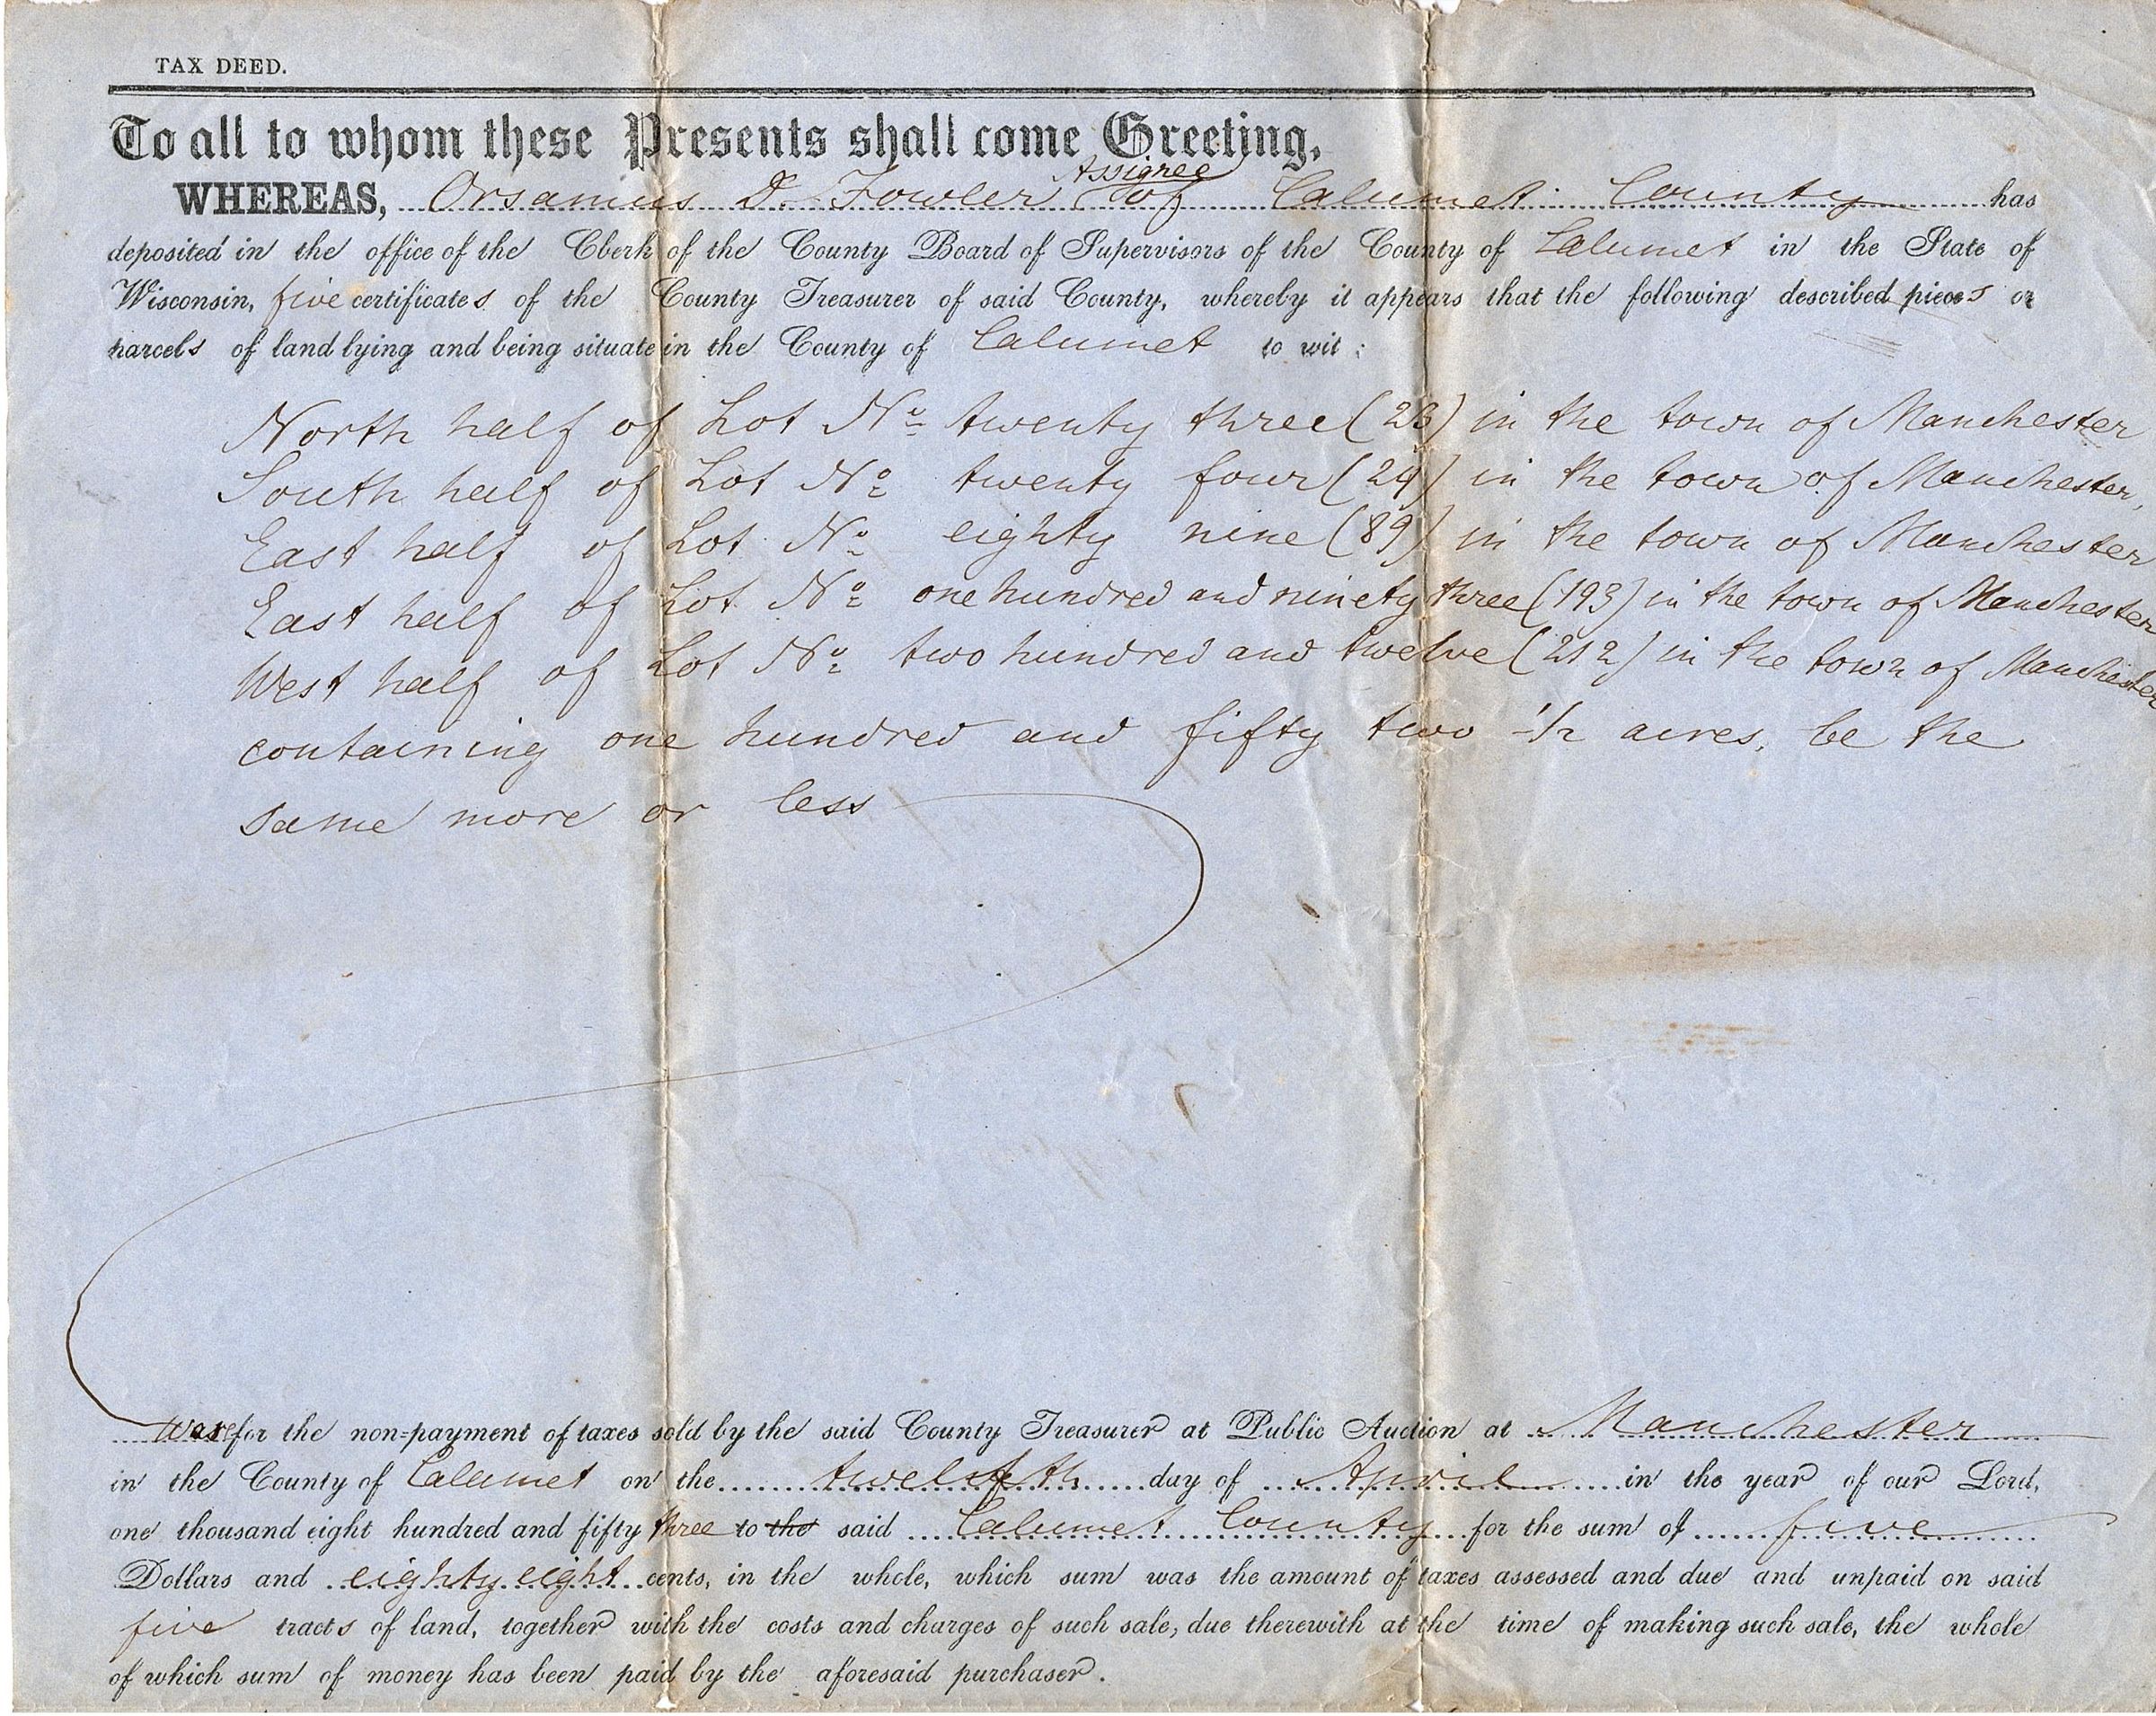 TAX DEED.
To all to whom these Presents shall come Greeting,
Assignee
WHEREAS, Orsamus D. Fowler of Calumet County has
deposited in the office of the Clerk of the County Board of Supervisors of the County of Calumet in the State of
Wisconsin, five certificates of the County Treasurer of said County, whereby it appears that the following described pieces or
parcels of land lying and being situate in the County of Calumet to wit:
North half of Lot No twenty three (23) in the town of Manchester
South half of Lot No twenty four (24) in the town of Manchester,
East half of Lot No eighty nine (89) in the town of Manchester
East half of Lot No one hundred and ninety three (193) in the town of Manchester
West half of Lot No two hundred and twelve (212) in the town of Manchester
containing one hundred and fifty two 1/2 acres, be the
same more or less
were for the non-payment of taxes sold by the said County Treasurer at Public Auction at Manchester
in the County of Calumet on the twelfth day of April in the year of our Lord,
one thousand eight hundred and fifty three to the said Calumet County for the sum of five
Dollars and eighty eight cents, in the whole, which sum was the amount of taxes assessed and due and unpaid on said
five tracts of land, together with the costs and charges of such sale, due therewith at the time of making such sale, the whole
of which sum of money has been paid by the aforesaid purchaser.